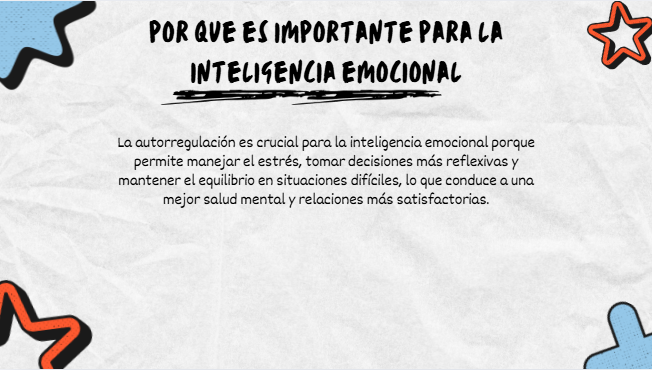 POR QUE ES IMPORTANTE PARA LA
INTELIGENCIA EMOCIONAL
La autorregulación es crucial para la inteligencia emocional porque
permite manejar el estrés, tomar decisiones más reflexivas y
mantener el equilibrio en situaciones difíciles, lo que conduce a una
mejor salud mental y relaciones más satisfactorias.